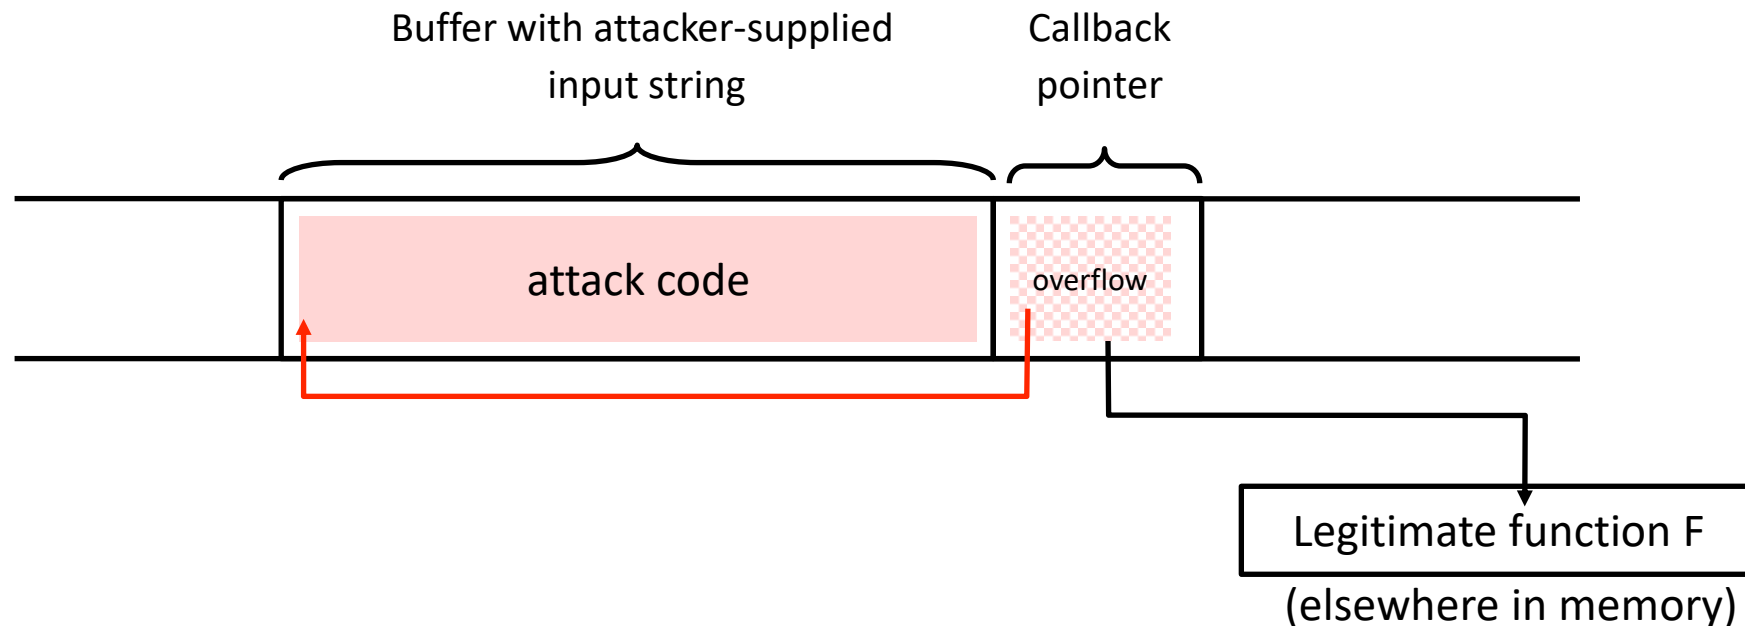 Buffer with attacker-supplied
input string
Callback
pointer
attack code
overflow
Legitimate function F
(elsewhere in memory)